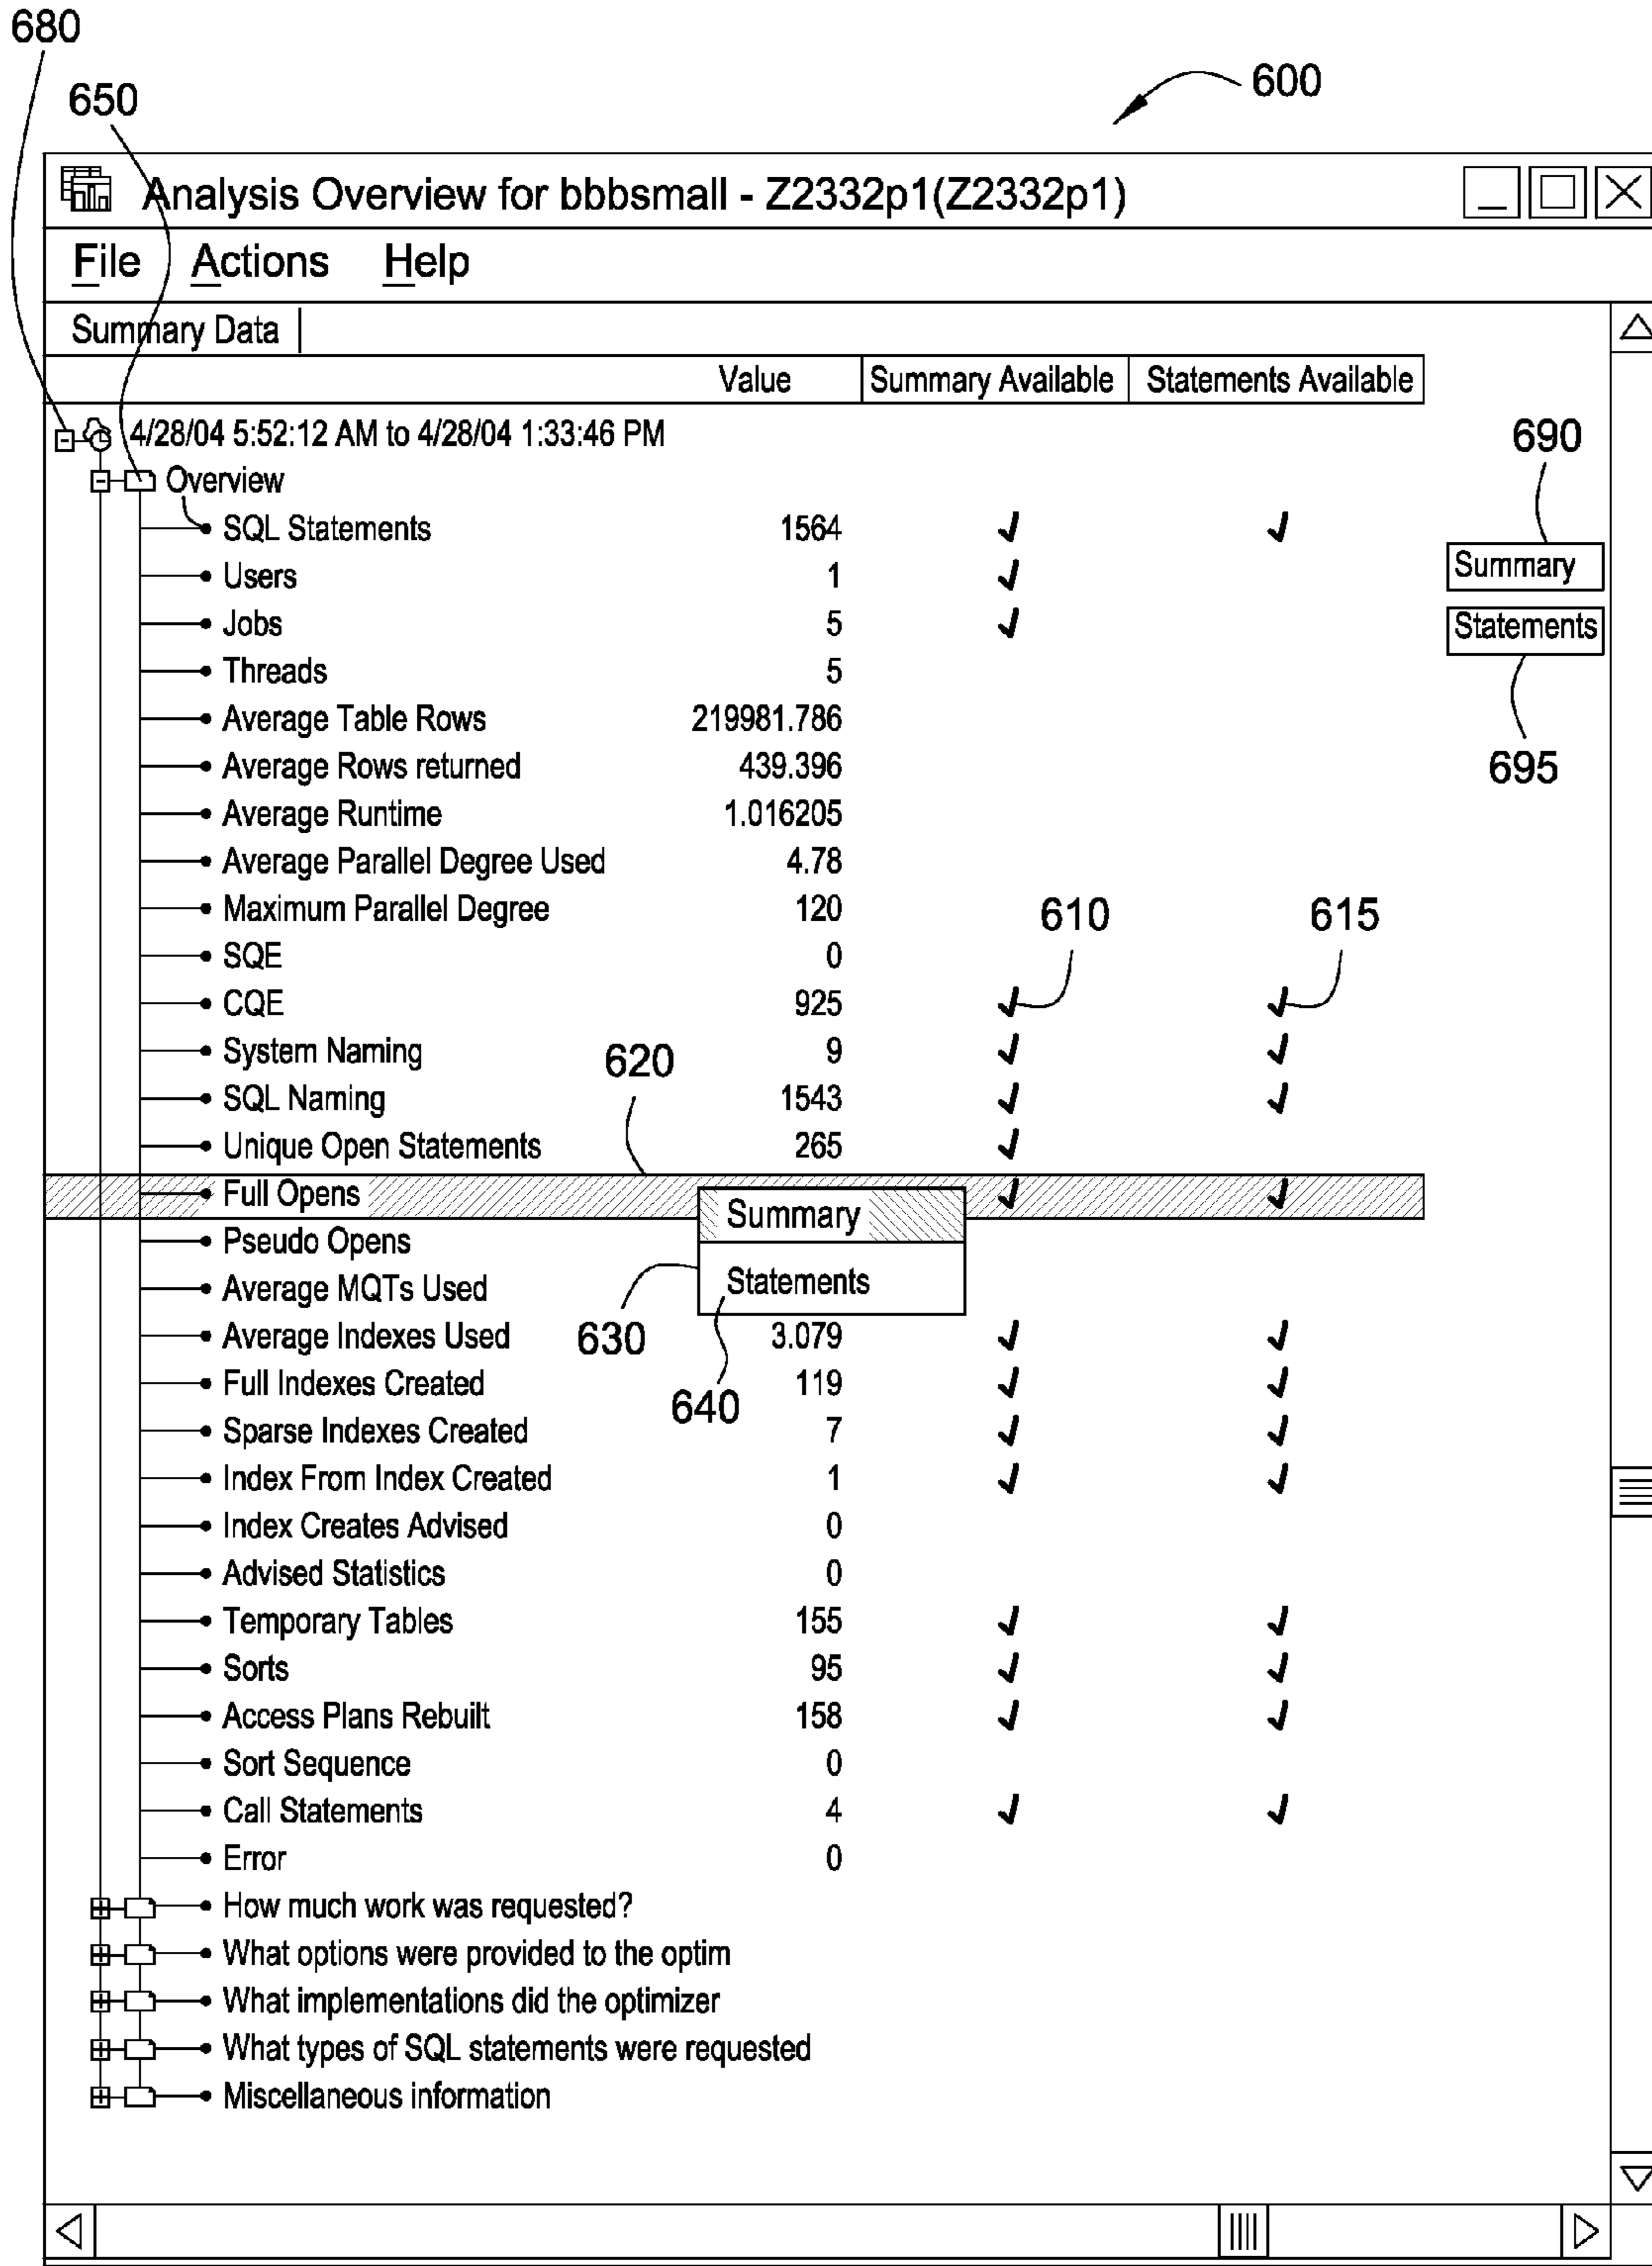 680
650
600
Analysis Overview for bbbsmall - Z2332p1(Z2332p1)
File Actions Help
Summary Data
Value Summary Available Statements Available
4/28/04 5:52:12 AM to 4/28/04 1:33:46 PM
690
Overview
SQL Statements 1564 ✓ ✓
Summary
Users 1 ✓
Jobs 5 ✓
Statements
Threads 5
Average Table Rows 219981.786
Average Rows returned 439.396
695
Average Runtime 1.016205
Average Parallel Degree Used 4.78
Maximum Parallel Degree 120
610 615
SQE 0
CQE 925 ✓ ✓
System Naming 9 ✓ ✓
620
SQL Naming 1543 ✓ ✓
Unique Open Statements 265 ✓
Full Opens ✓ ✓
Summary
Pseudo Opens
Average MQTs Used
Statements
630
Average Indexes Used 3.079 ✓ ✓
Full Indexes Created 119 ✓ ✓
640
Sparse Indexes Created 7 ✓ ✓
Index From Index Created 1 ✓ ✓
Index Creates Advised 0
Advised Statistics 0
Temporary Tables 155 ✓ ✓
Sorts 95 ✓ ✓
Access Plans Rebuilt 158 ✓ ✓
Sort Sequence 0
Call Statements 4 ✓ ✓
Error 0
How much work was requested?
What options were provided to the optim
What implementations did the optimizer
What types of SQL statements were requested
Miscellaneous information